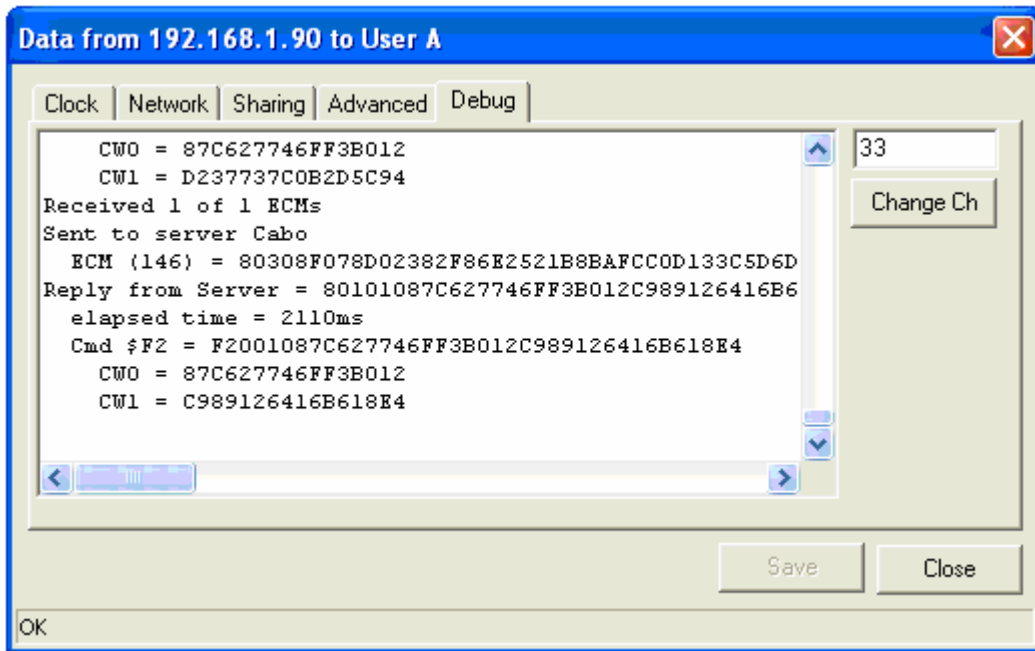 Data from 192.168.1.90 to User A
Clock Network Sharing Advanced Debug
CW0 = 87C627746FF3B012
CW1 = D237737C0B2D5C94
Received 1 of 1 ECMs
Sent to server Cabo
ECM (146) = 80308F078D02382F86E2521B8BAFCC0D133C5D6D
Reply from Server = 80101087C627746FF3B012C989126416B6
elapsed time = 2110ms
Cmd $F2 = F2001087C627746FF3B012C989126416B618E4
CW0 = 87C627746FF3B012
CW1 = C989126416B618E4
33
Change Ch
Save Close
OK